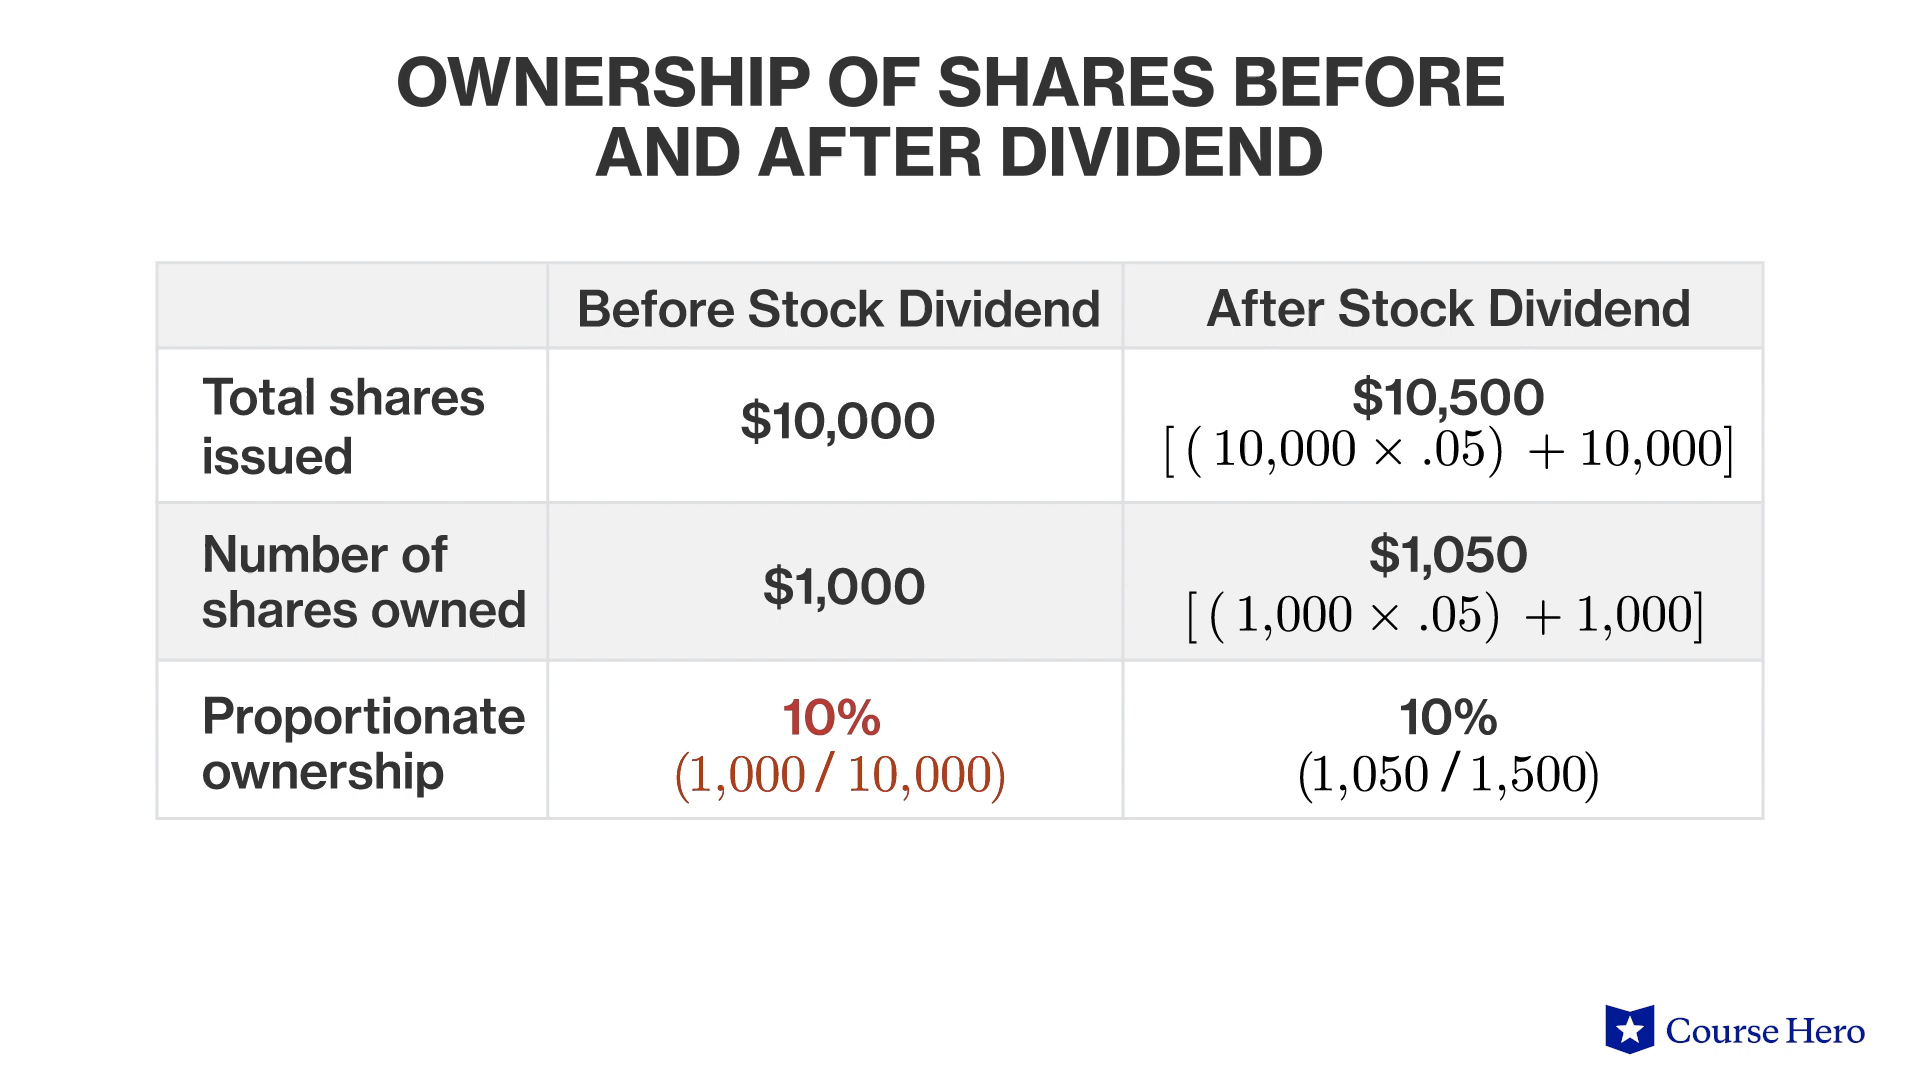 OWNERSHIP OF SHARES BEFORE
AND AFTER DIVIDEND
Before Stock Dividend
After Stock Dividend
Total shares
issued
$10,000
$10,500
[ ( 10,000 × .05) + 10,000]
Number of
shares owned
$1,000
$1,050
[ ( 1,000 × .05) + 1,000]
Proportionate
ownership
10%
(1,000 / 10,000)
10%
(1,050 / 1,500)
Course Hero